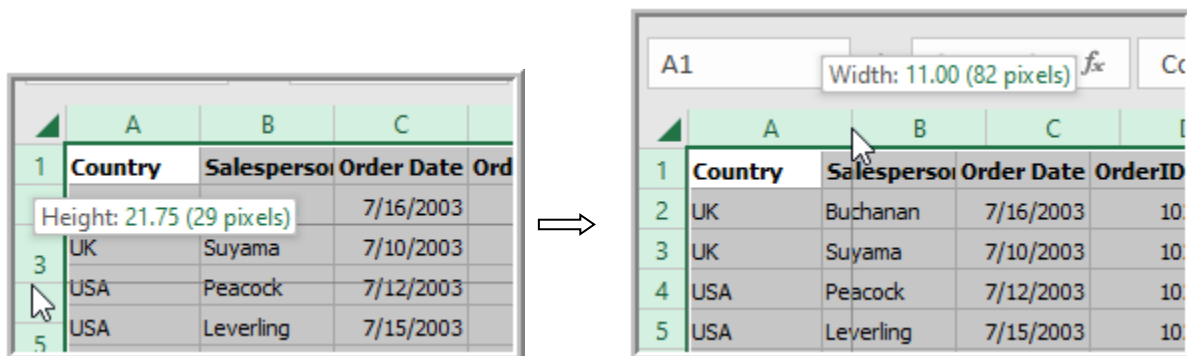 A B C
1 Country Salesperso Order Date Ord
Height: 21.75 (29 pixels) 7/16/2003
UK Suyama 7/10/2003
3
USA Peacock 7/12/2003
USA Leverling 7/15/2003
5
A1 fx Co
Width: 11.00 (82 pixels)
A B C
1 Country Salesperso Order Date OrderID
2 UK Buchanan 7/16/2003 10
3 UK Suyama 7/10/2003 10
4 USA Peacock 7/12/2003 10
5 USA Leverling 7/15/2003 10